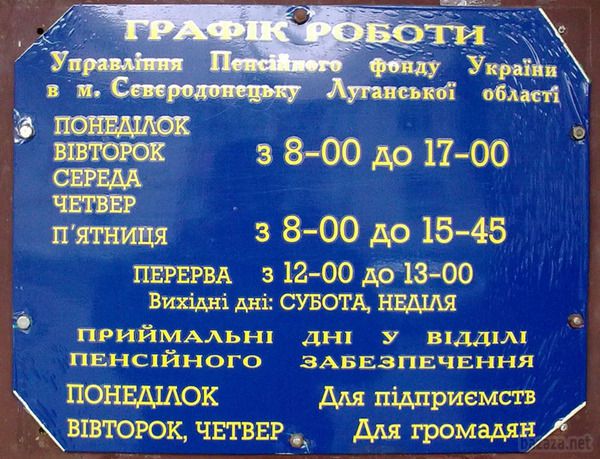 ГРАФІК РОБОТИ
Управління Пенсійного фонду України
в м. Сєвєродонецьку Луганської області
ПОНЕДІЛОК
ВІВТОРОК з 8-00 до 17-00
СЕРЕДА
ЧЕТВЕР
П'ЯТНИЦЯ з 8-00 до 15-45
ПЕРЕРВА з 12-00 до 13-00
Вихідні дні: СУБОТА, НЕДІЛЯ
ПРИЙМАЛЬНІ ДНІ У ВІДДІЛІ
ПЕНСІЙНОГО ЗАБЕЗПЕЧЕННЯ
ПОНЕДІЛОК Для підприємств
ВІВТОРОК, ЧЕТВЕР Для громадян